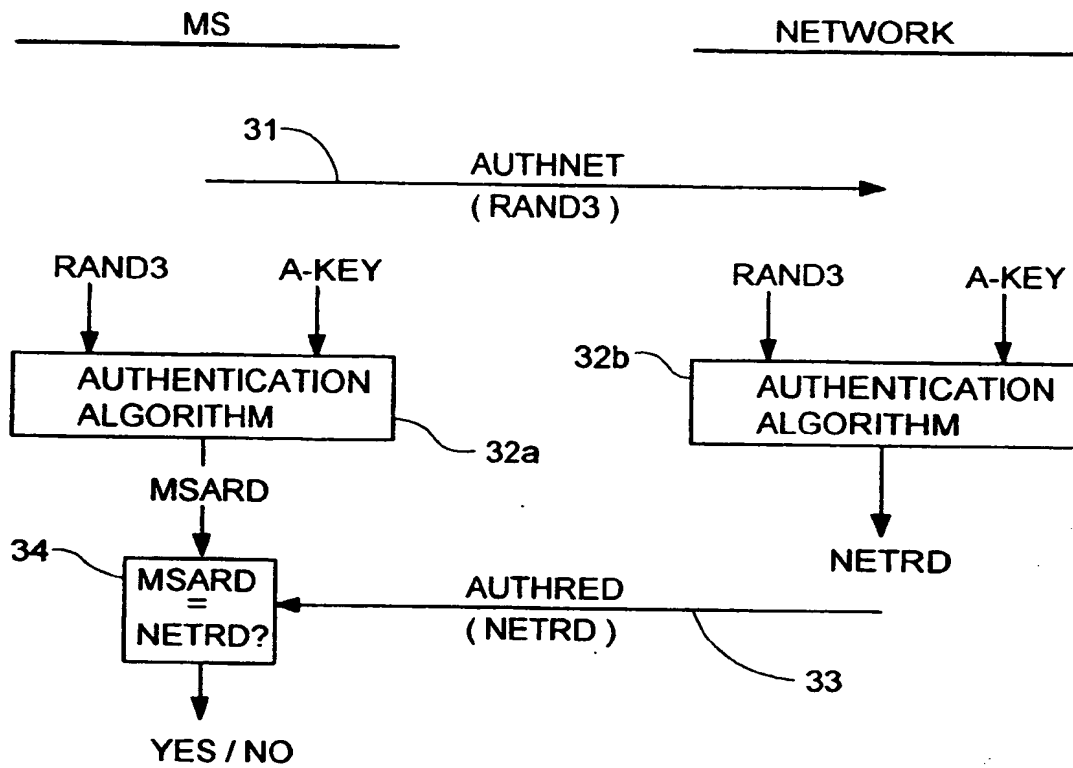 MS
NETWORK
31
AUTHNET
( RAND3 )
RAND3
A-KEY
RAND3
A-KEY
AUTHENTICATION
ALGORITHM
32a
32b
AUTHENTICATION
ALGORITHM
MSARD
NETRD
34
MSARD
=
NETRD?
AUTHRED
( NETRD )
33
YES / NO